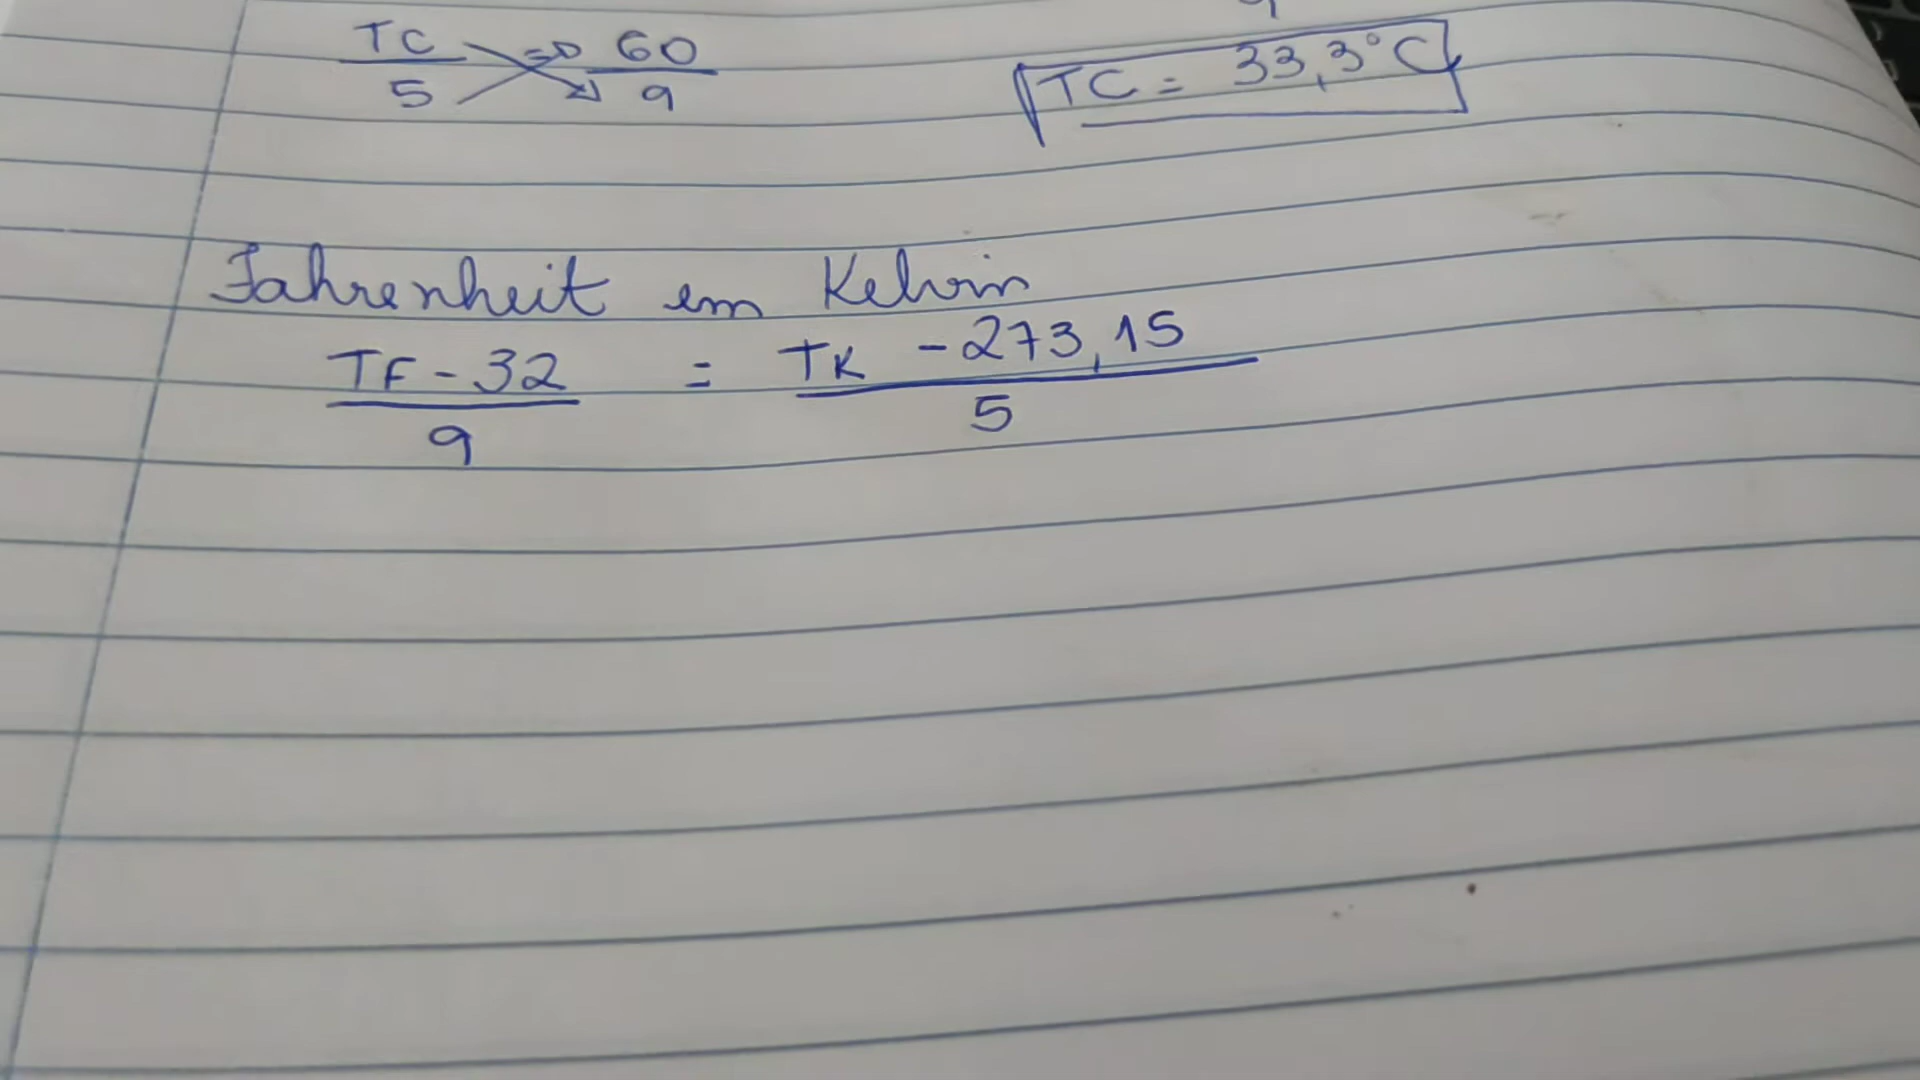 TC => 60
5 9
TC = 33,3°C
Fahrenheit em Kelvin
TF - 32 = TK - 273,15
9 5